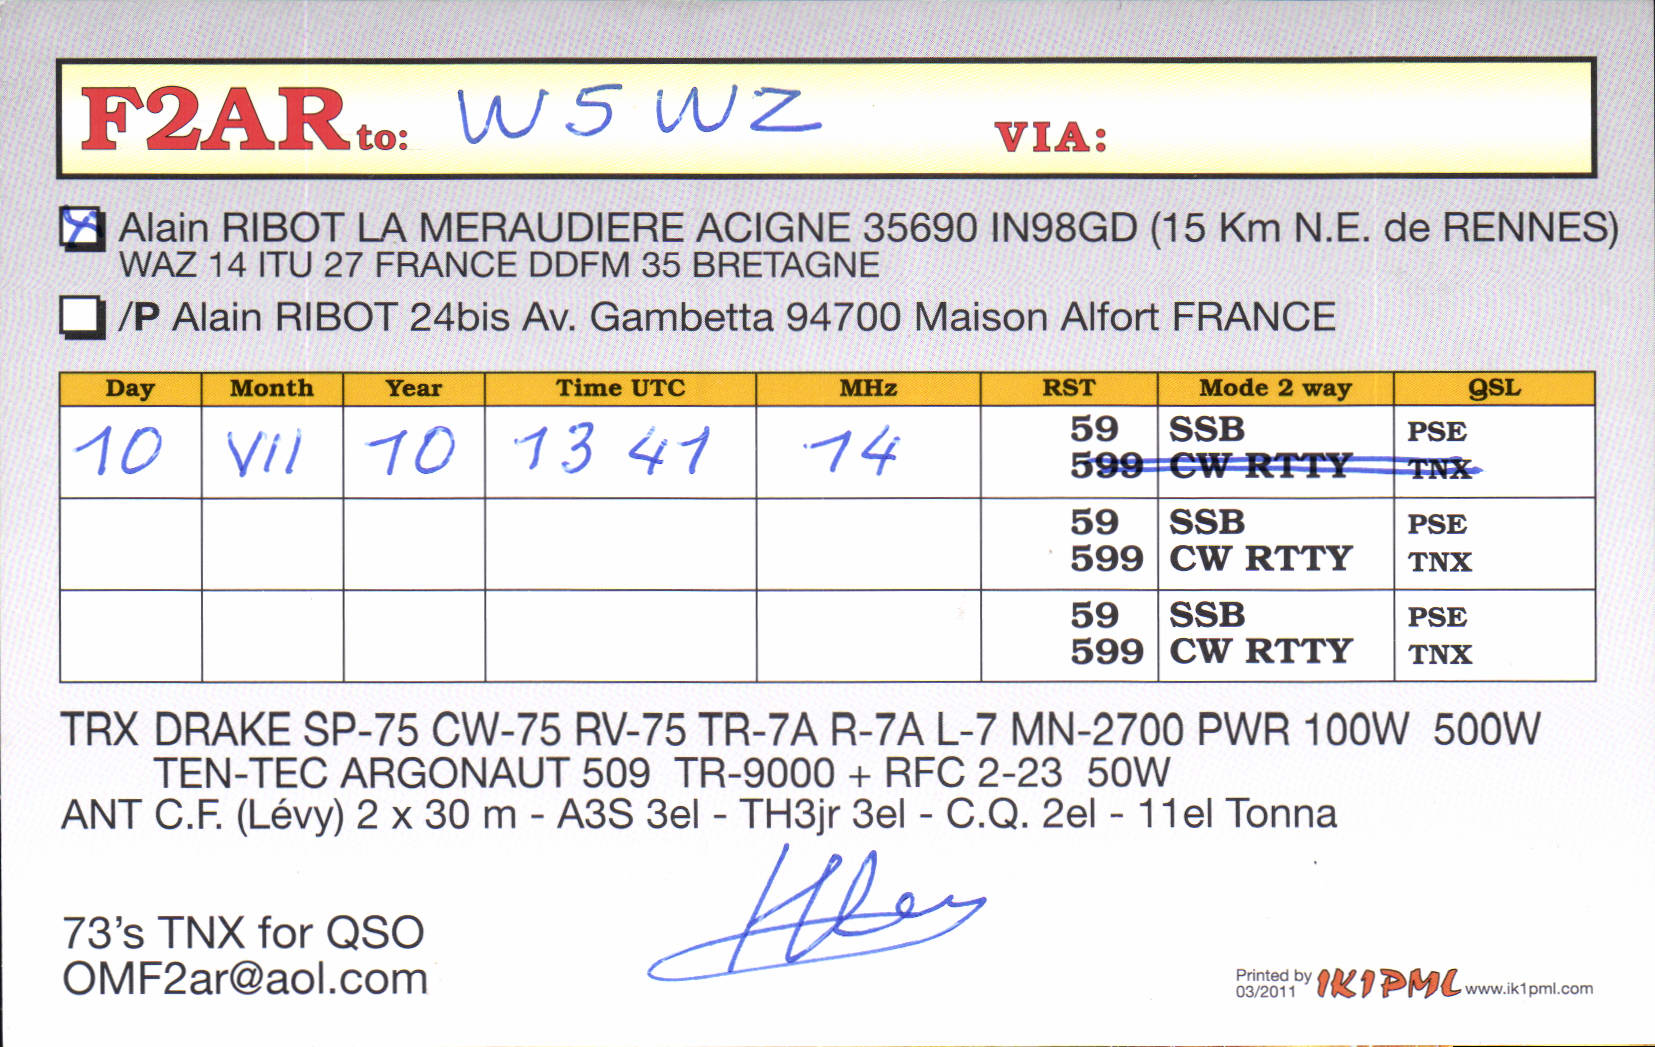 F2AR to: W5WZ VIA:
Alain RIBOT LA MERAUDIERE ACIGNE 35690 IN98GD (15 Km N.E. de RENNES)
WAZ 14 ITU 27 FRANCE DDFM 35 BRETAGNE
/P Alain RIBOT 24bis Av. Gambetta 94700 Maison Alfort FRANCE
Day Month Year Time UTC MHz RST Mode 2 way QSL
10 VII 10 13 41 14 59 SSB PSE
599 CW RTTY TNX
59 SSB PSE
599 CW RTTY TNX
59 SSB PSE
599 CW RTTY TNX
TRX DRAKE SP-75 CW-75 RV-75 TR-7A R-7A L-7 MN-2700 PWR 100W 500W
TEN-TEC ARGONAUT 509 TR-9000 + RFC 2-23 50W
ANT C.F. (Lévy) 2 x 30 m - A3S 3el - TH3jr 3el - C.Q. 2el - 11el Tonna
73's TNX for QSO
OMF2ar@aol.com
Printed by IK1PML www.ik1pml.com
03/2011